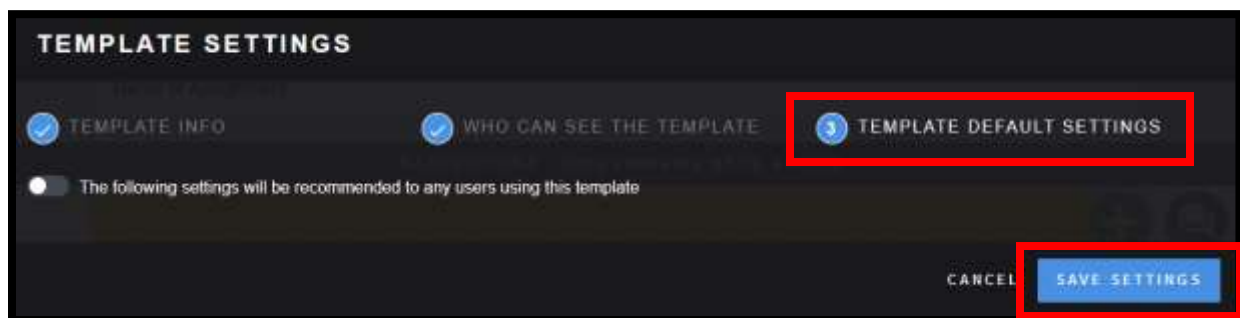 TEMPLATE SETTINGS
TEMPLATE INFO
WHO CAN SEE THE TEMPLATE
3 TEMPLATE DEFAULT SETTINGS
The following settings will be recommended to any users using this template
CANCEL
SAVE SETTINGS